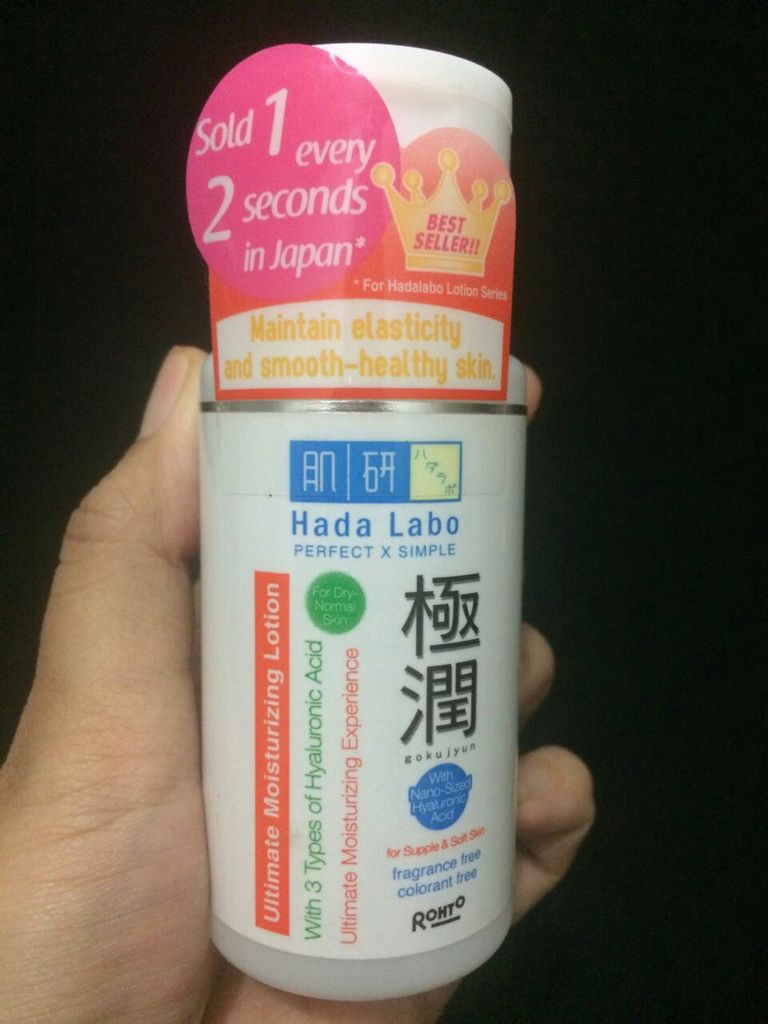 Sold 1 every
2 seconds
in Japan*
BEST
SELLER!!
* For Hadalabo Lotion Series
Maintain elasticity
and smooth-healthy skin.
肌 研 ハダラボ
Hada Labo
PERFECT X SIMPLE
Ultimate Moisturizing Lotion
For Dry-
Normal
Skin
With 3 Types of Hyaluronic Acid
Ultimate Moisturizing Experience
極潤
gokujyun
With
Nano-Sized
Hyaluronic
Acid
for Supple & Soft Skin
fragrance free
colorant free
ROHTO